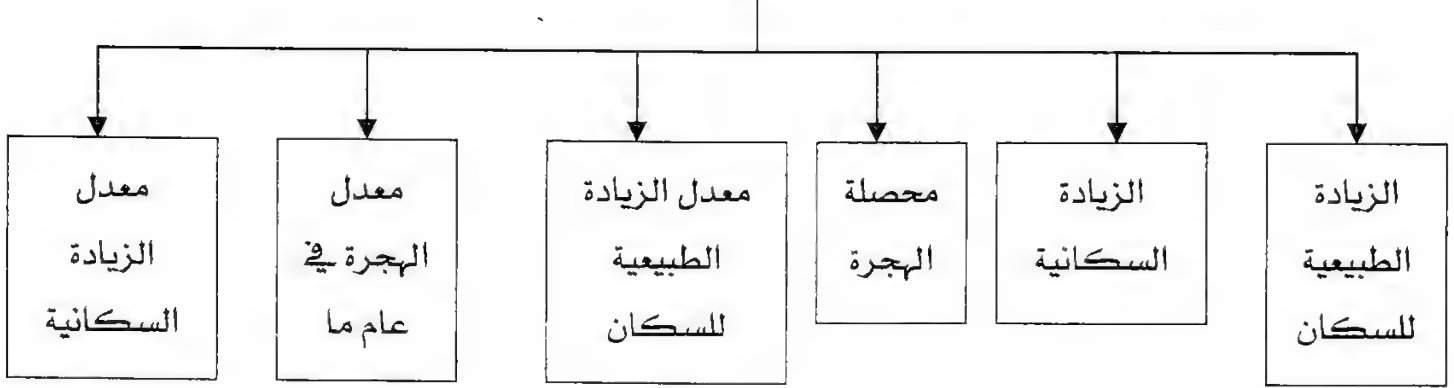 الزيادة
الطبيعية
للسكان
الزيادة
السكانية
محصلة
الهجرة
معدل الزيادة
الطبيعية
للسكان
معدل
الهجرة في
عام ما
معدل
الزيادة
السكانية